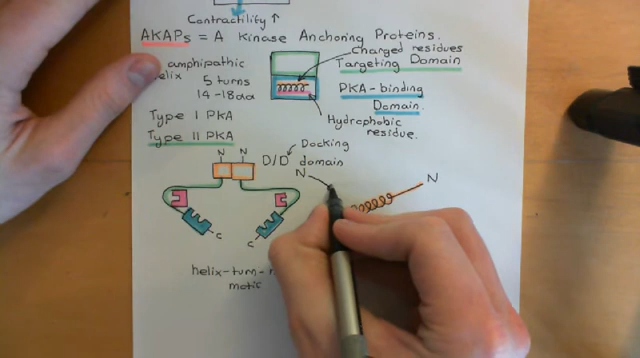 Contractility ↑
AKAPs = A Kinase Anchoring Proteins.
amphipathic
helix 5 turns
14-18aa
Charged residues
Targeting Domain
PKA-binding
Domain.
Hydrophobic
residue.
Type I PKA
Type II PKA
N N
D/D Docking
domain
N
N
C
C
helix-turn-
motif